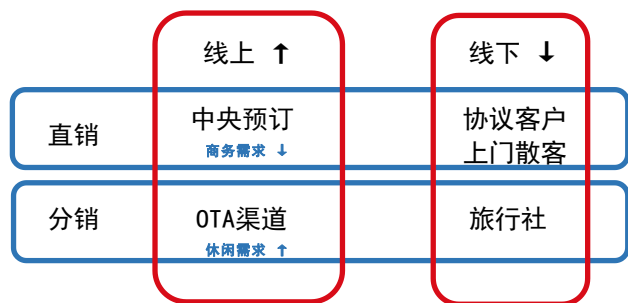 线上 ↑ 线下 ↓
直销 中央预订 协议客户
商务需求 ↓ 上门散客
分销 OTA渠道 旅行社
休闲需求 ↑